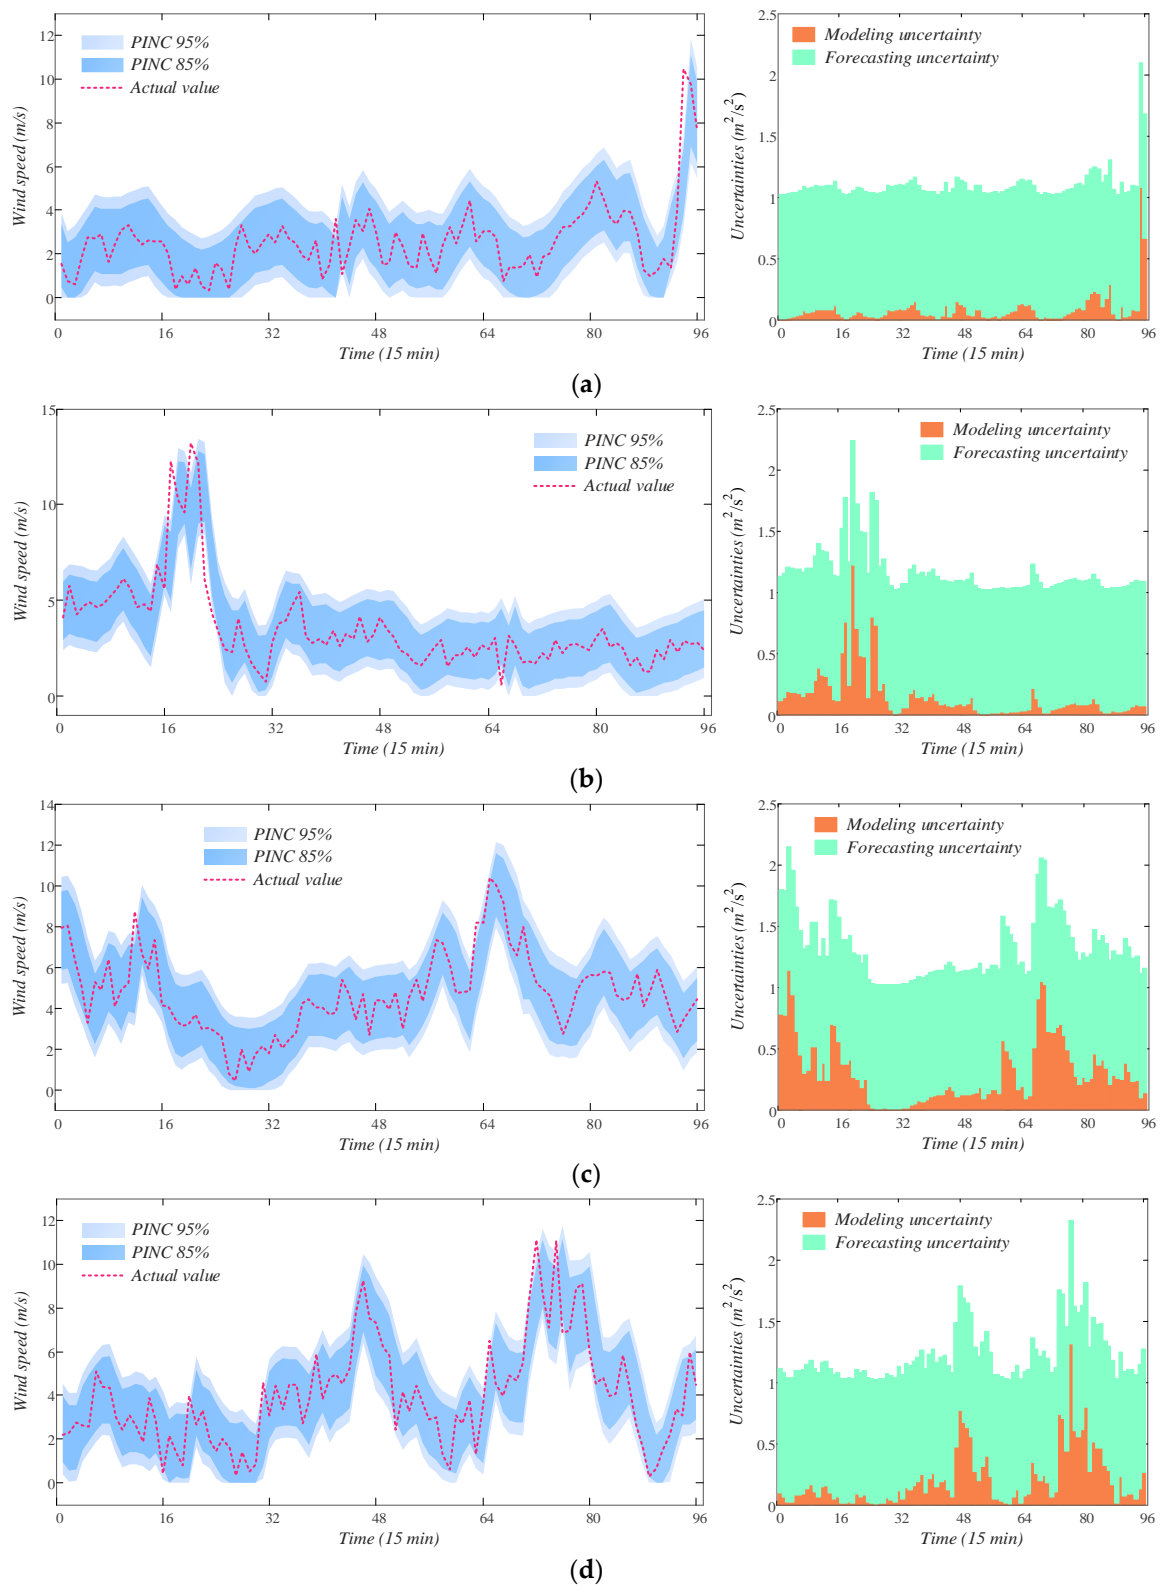 PINC 95%
PINC 85%
Actual value
Wind speed (m/s)
12
10
8
6
4
2
0
0 16 32 48 64 80 96
Time (15 min)
Modeling uncertainty
Forecasting uncertainty
Uncertainties (m²/s²)
2.5
2
1.5
1
0.5
0
0 16 32 48 64 80 96
Time (15 min)
(a)
PINC 95%
PINC 85%
Actual value
Wind speed (m/s)
15
10
5
0
0 16 32 48 64 80 96
Time (15 min)
Modeling uncertainty
Forecasting uncertainty
Uncertainties (m²/s²)
2.5
2
1.5
1
0.5
0
0 16 32 48 64 80 96
Time (15 min)
(b)
PINC 95%
PINC 85%
Actual value
Wind speed (m/s)
14
12
10
8
6
4
2
0
0 16 32 48 64 80 96
Time (15 min)
Modeling uncertainty
Forecasting uncertainty
Uncertainties (m²/s²)
2.5
2
1.5
1
0.5
0
0 16 32 48 64 80 96
Time (15 min)
(c)
PINC 95%
PINC 85%
Actual value
Wind speed (m/s)
12
10
8
6
4
2
0
0 16 32 48 64 80 96
Time (15 min)
Modeling uncertainty
Forecasting uncertainty
Uncertainties (m²/s²)
2.5
2
1.5
1
0.5
0
0 16 32 48 64 80 96
Time (15 min)
(d)